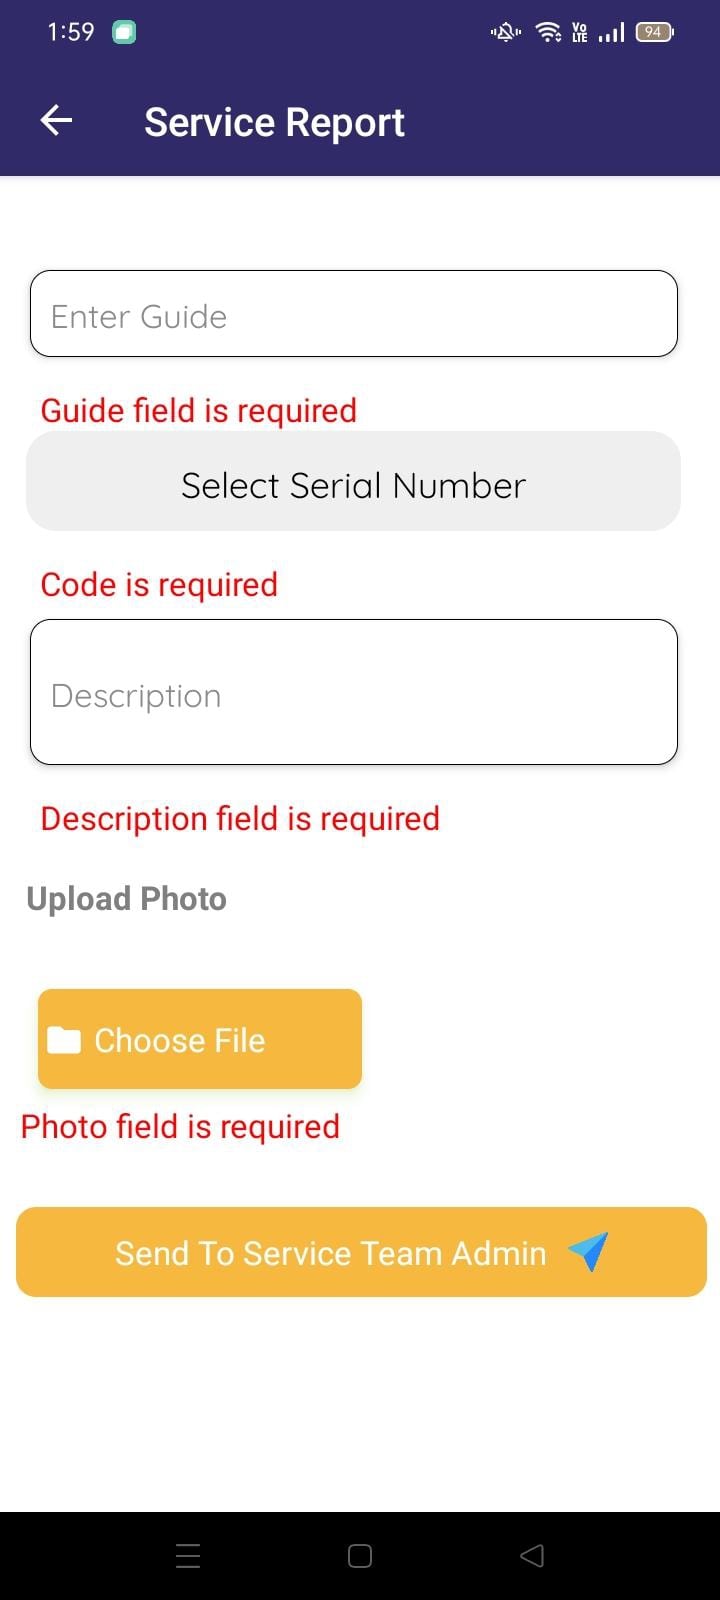 1:59
Vo LTE 94
Service Report
Enter Guide
Guide field is required
Select Serial Number
Code is required
Description
Description field is required
Upload Photo
Choose File
Photo field is required
Send To Service Team Admin